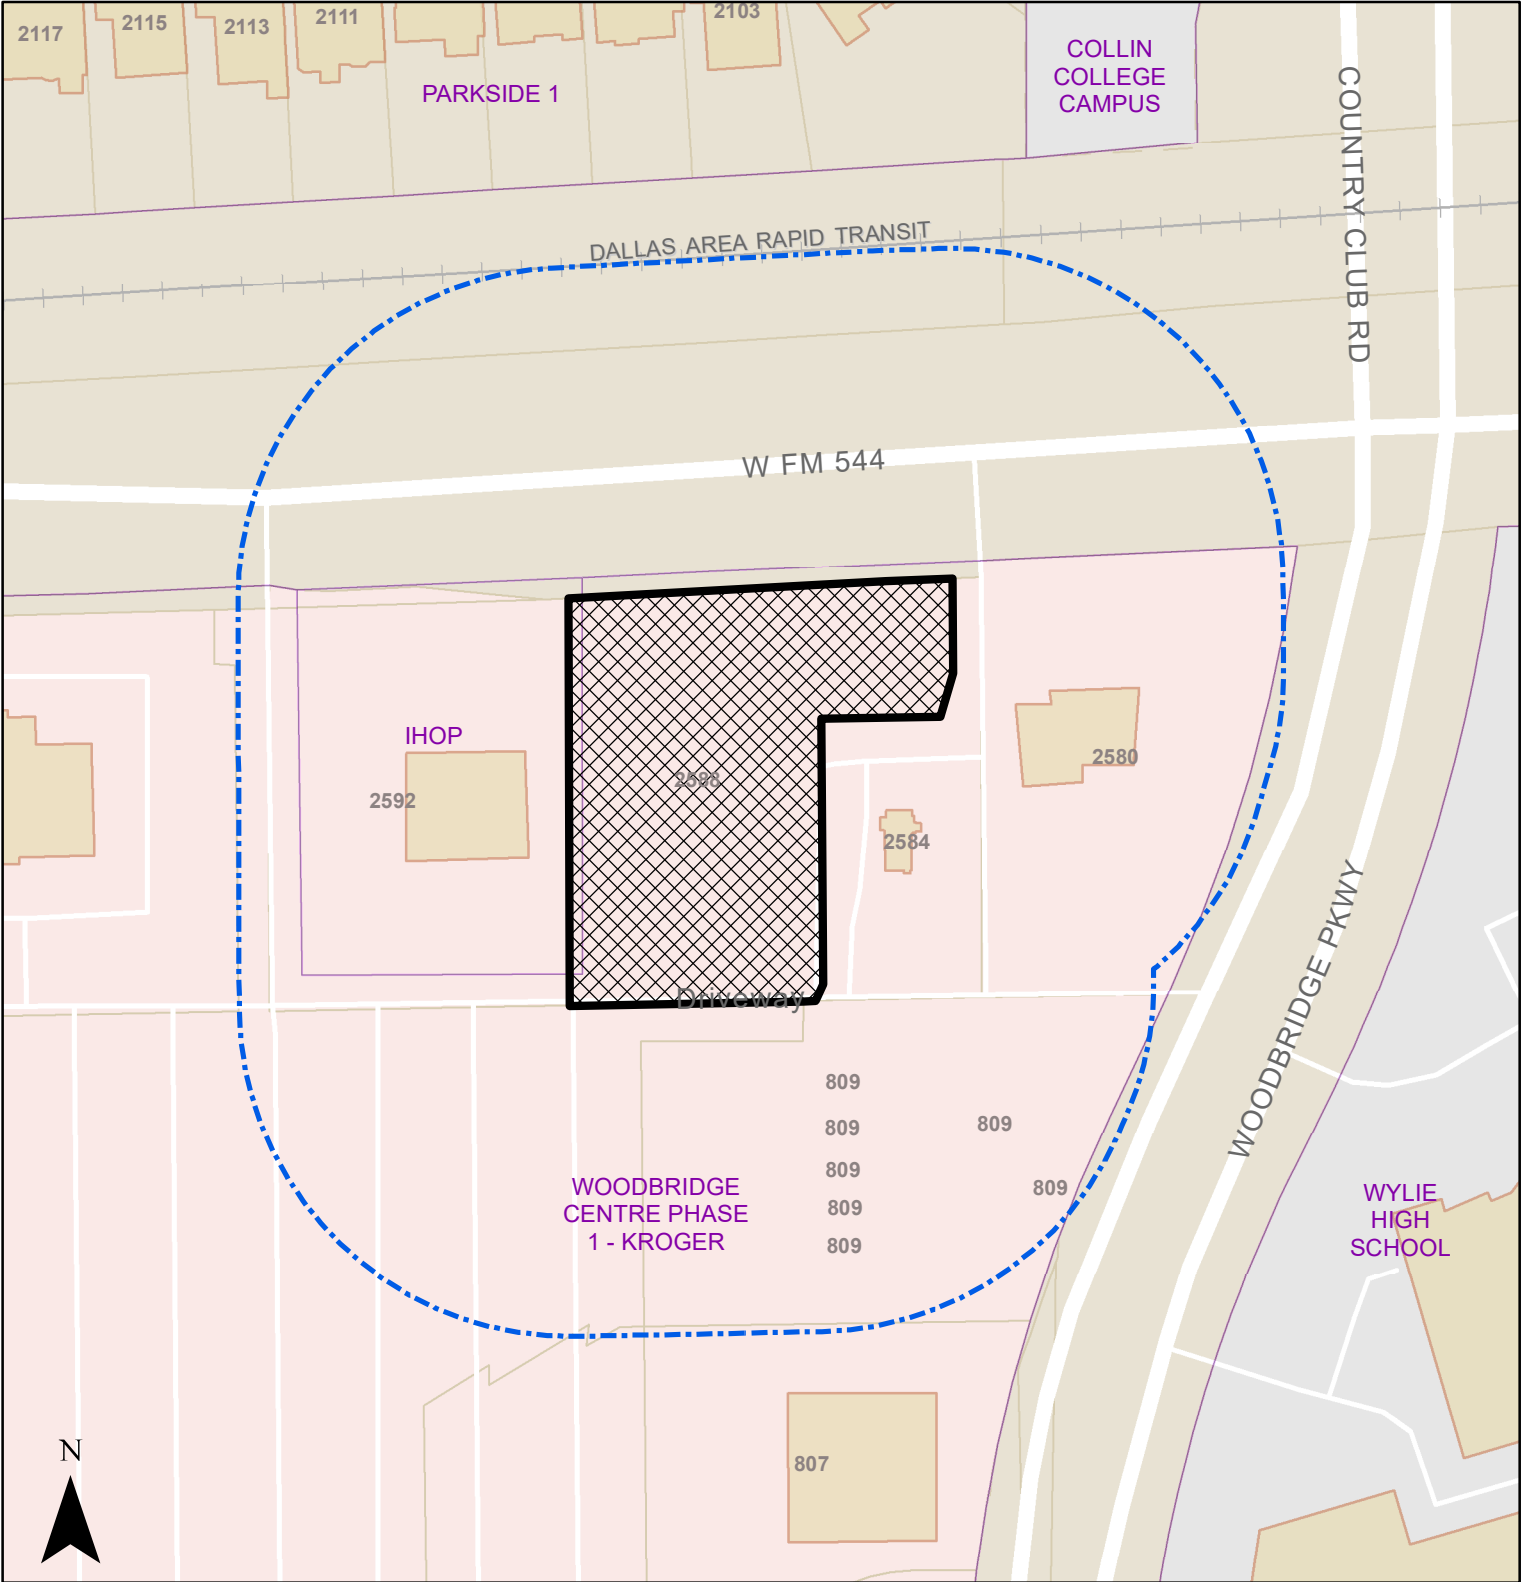 2117
2115
2113
2111
2103
PARKSIDE 1
COLLIN
COLLEGE
CAMPUS
COUNTRY CLUB RD
DALLAS AREA RAPID TRANSIT
W FM 544
IHOP
2592
2588
2580
2584
Driveway
WOODBRIDGE PKWY
809
809
809
809
809
809
809
WOODBRIDGE
CENTRE PHASE
1 - KROGER
WYLIE
HIGH
SCHOOL
807
N